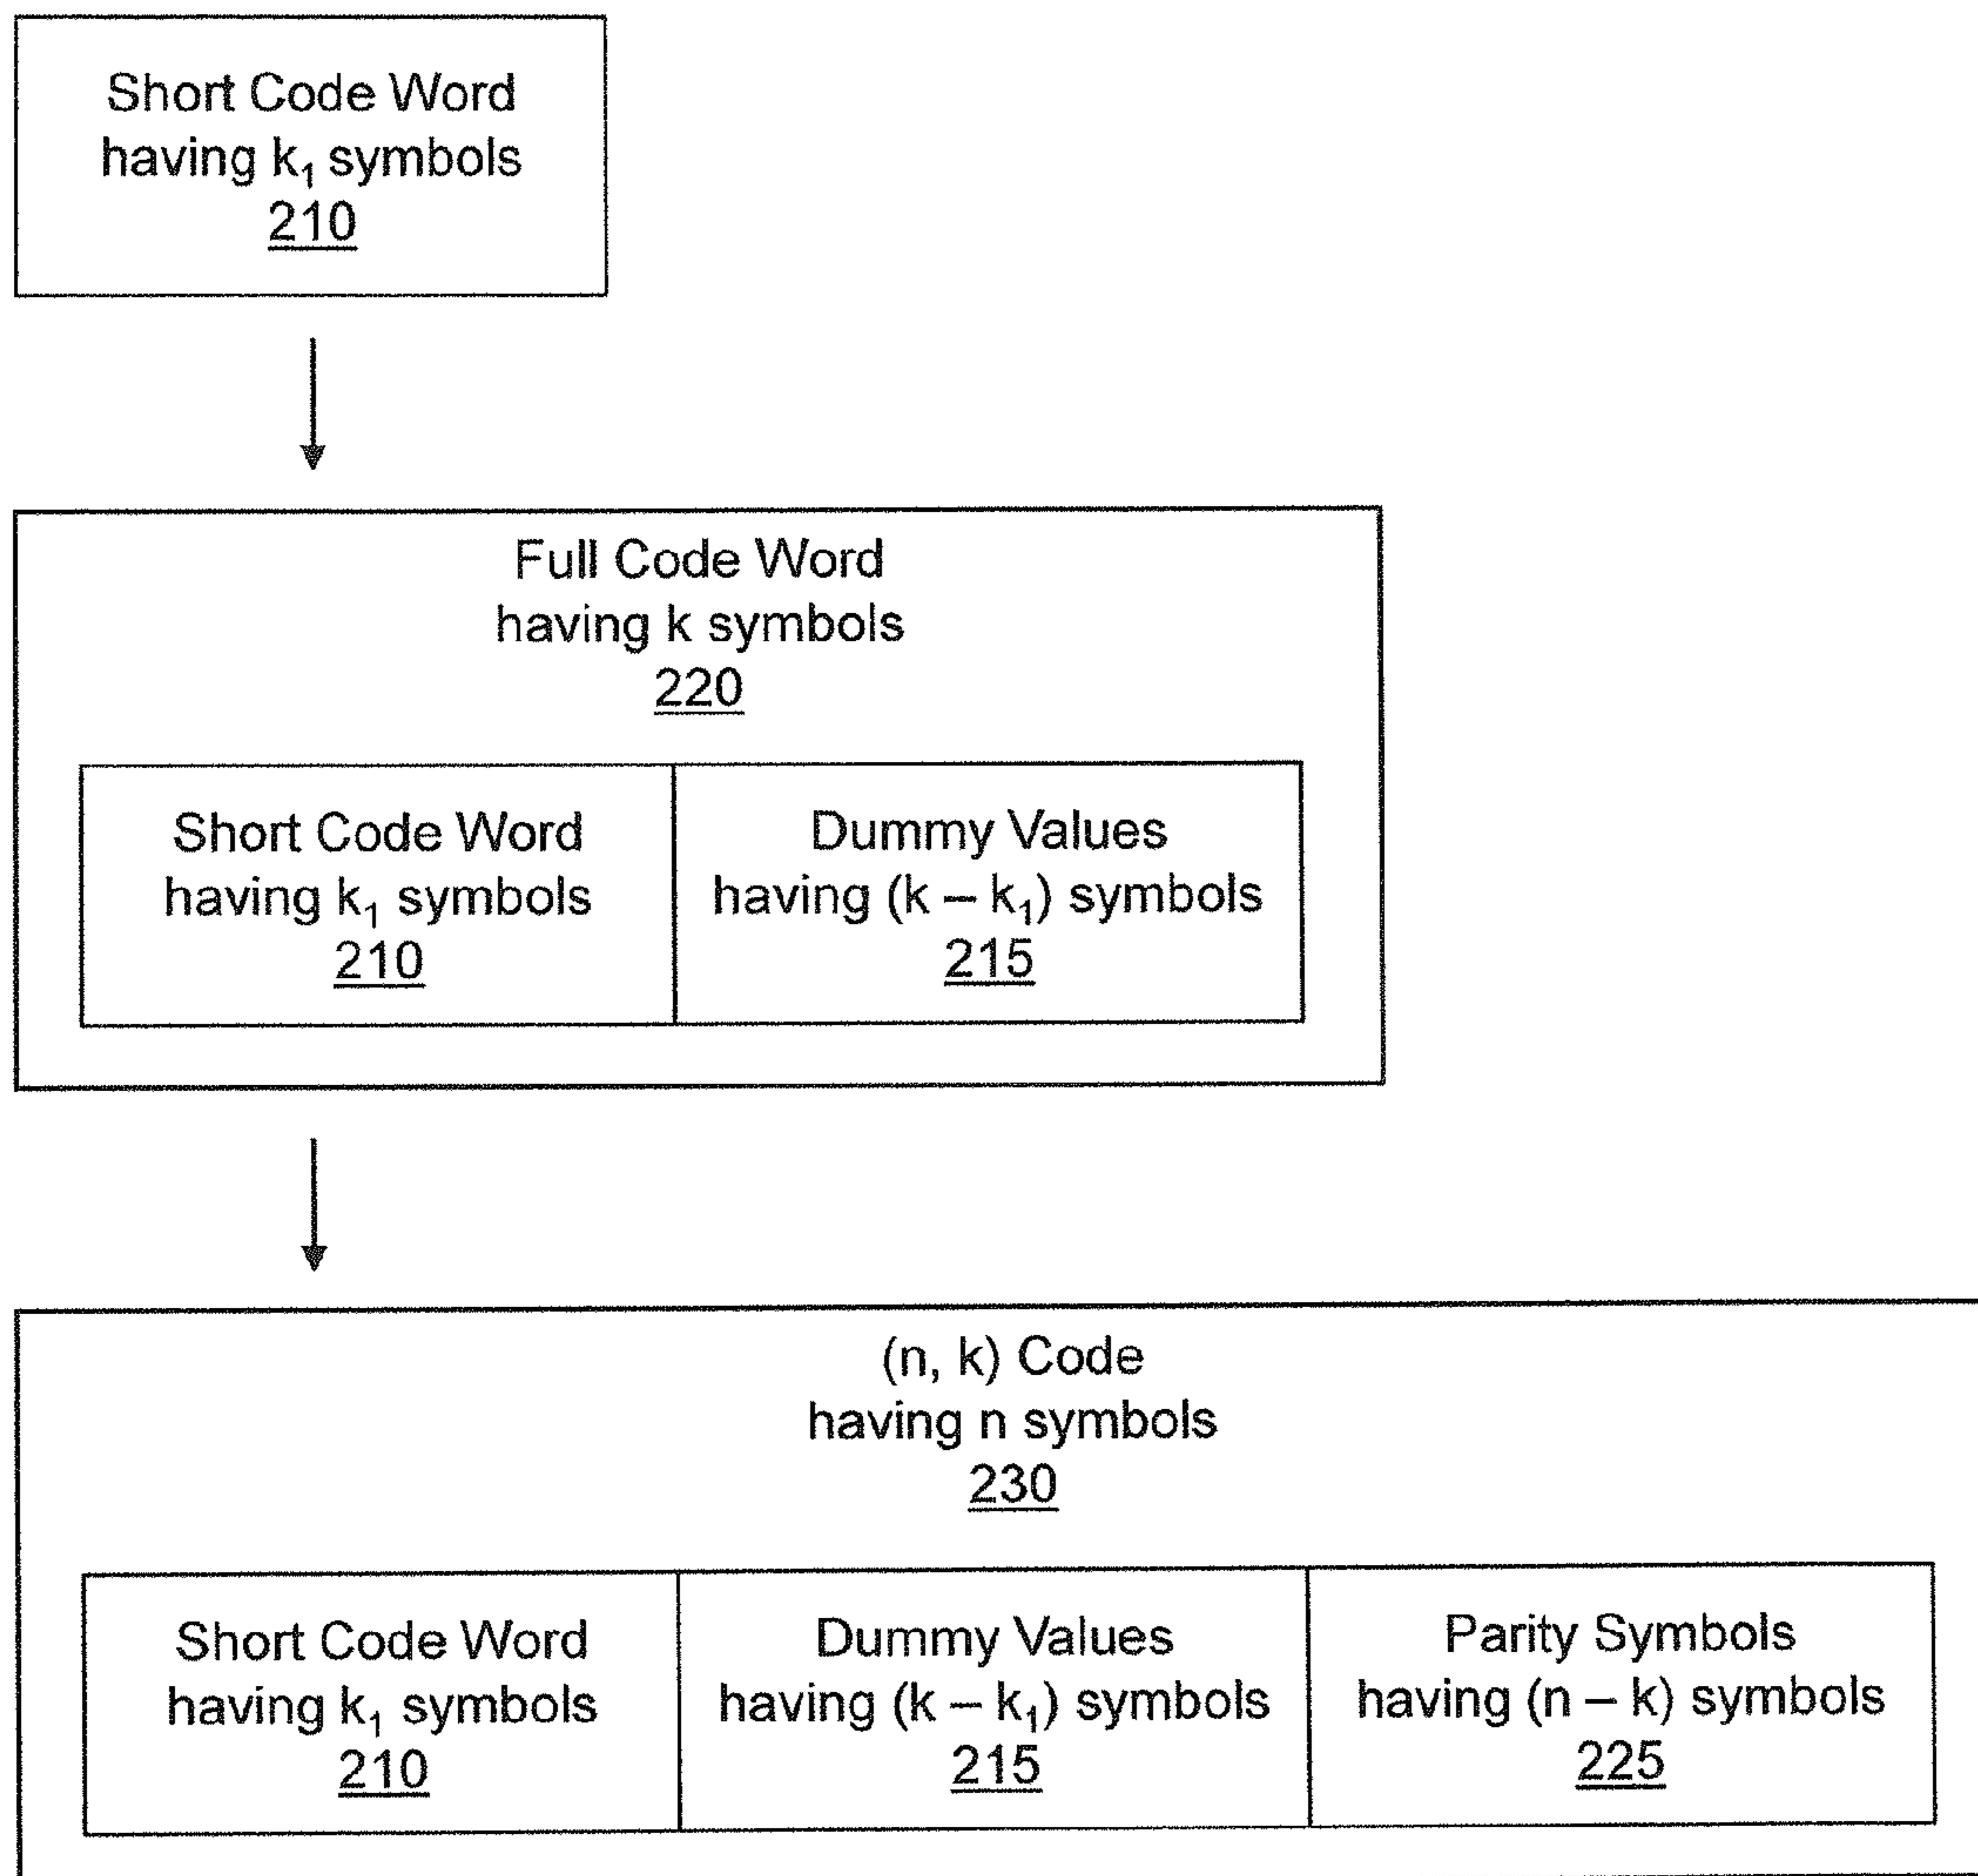 Short Code Word
having k₁ symbols
210
Full Code Word
having k symbols
220
Short Code Word
having k₁ symbols
210
Dummy Values
having (k – k₁) symbols
215
(n, k) Code
having n symbols
230
Short Code Word
having k₁ symbols
210
Dummy Values
having (k – k₁) symbols
215
Parity Symbols
having (n – k) symbols
225